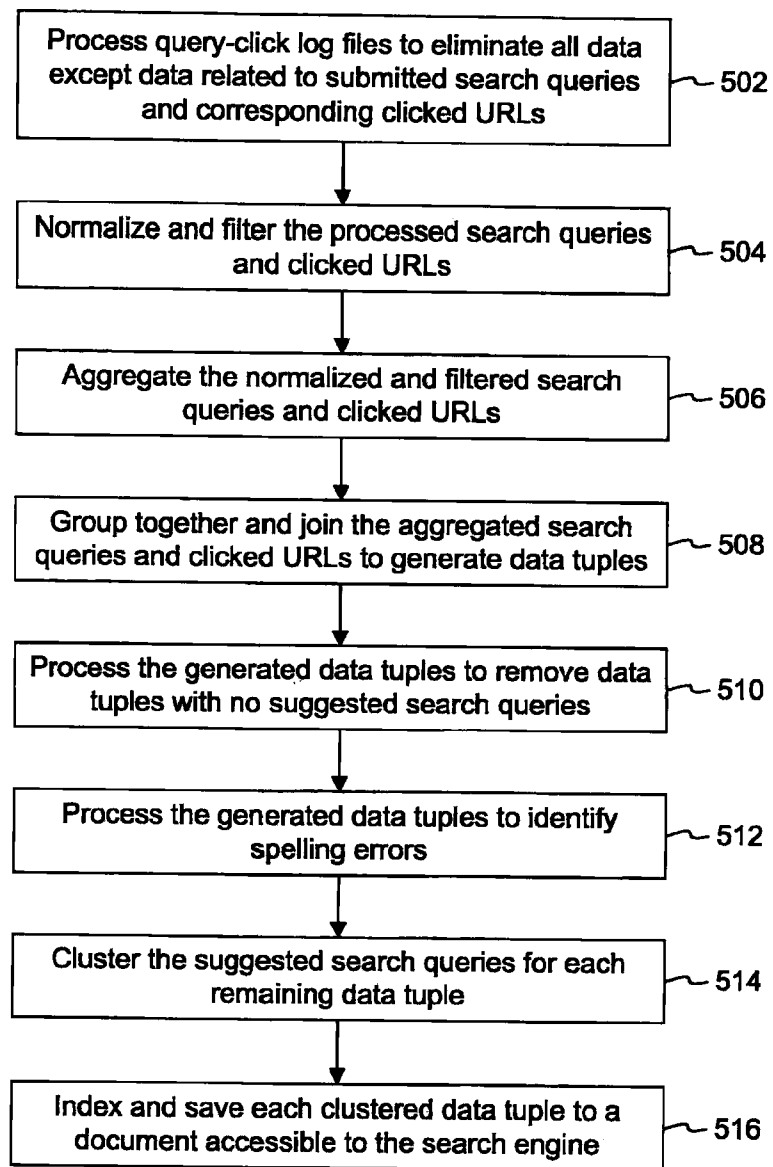 Process query-click log files to eliminate all data
except data related to submitted search queries
and corresponding clicked URLs
502
Normalize and filter the processed search queries
and clicked URLs
504
Aggregate the normalized and filtered search
queries and clicked URLs
506
Group together and join the aggregated search
queries and clicked URLs to generate data tuples
508
Process the generated data tuples to remove data
tuples with no suggested search queries
510
Process the generated data tuples to identify
spelling errors
512
Cluster the suggested search queries for each
remaining data tuple
514
Index and save each clustered data tuple to a
document accessible to the search engine
516